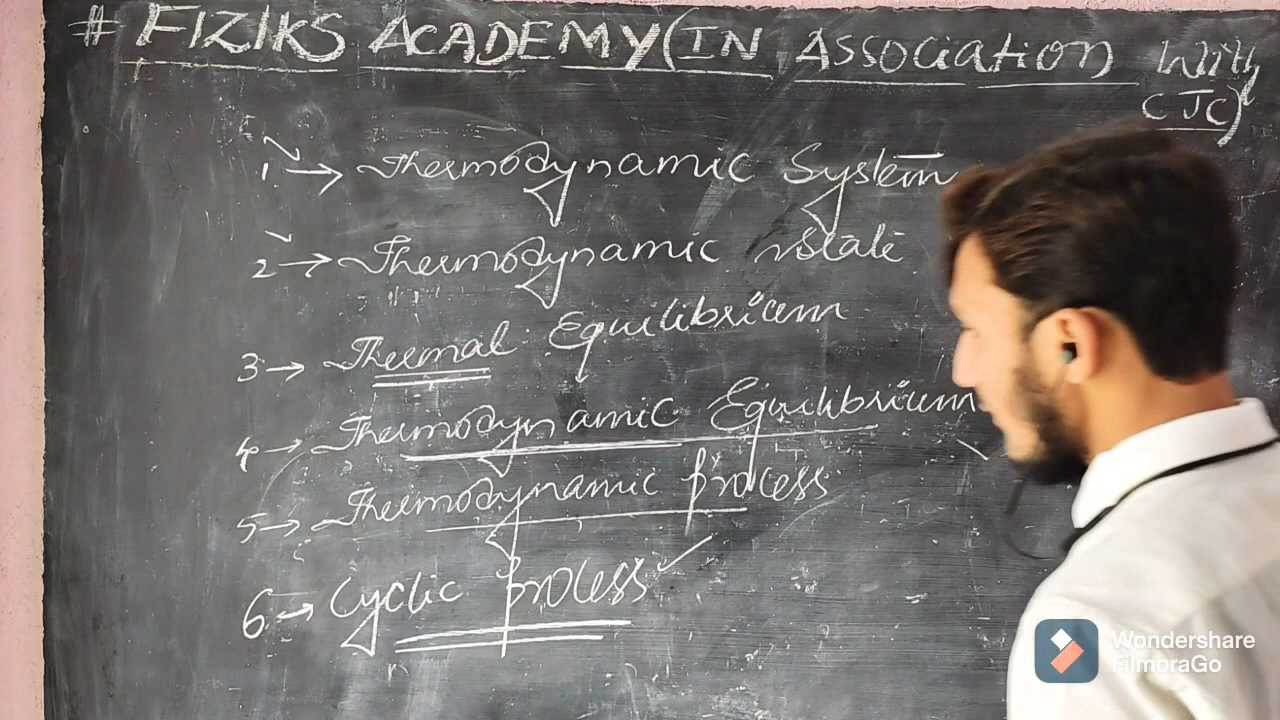 # FIZIKS ACADEMY (IN ASSOCIATION With
CJC)
1 → Thermodynamic System
2 → Thermodynamic state
3 → Thermal Equilibrium
4 → Thermodynamic Equilibrium
5 → Thermodynamic process
6 → Cyclic process ✓
Wondershare
FilmoraGo